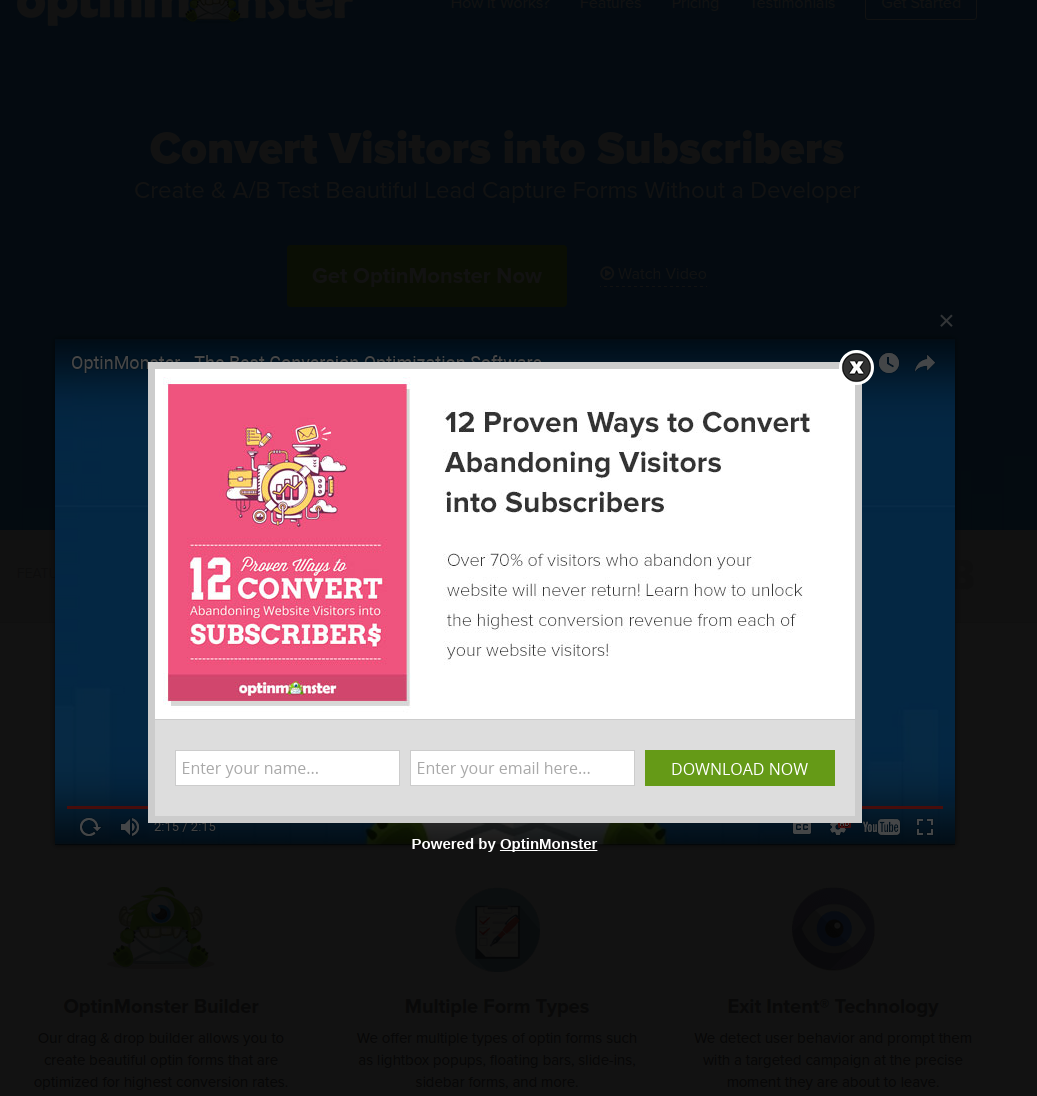 optinmonster
How it Works? Features Pricing Testimonials Get Started
Convert Visitors into Subscribers
Create & A/B Test Beautiful Lead Capture Forms Without a Developer
Get OptinMonster Now
Watch Video
OptinMonster - The Best Conversion Optimization Software
x
12 Proven Ways to Convert
Abandoning Visitors
into Subscribers
Over 70% of visitors who abandon your
website will never return! Learn how to unlock
the highest conversion revenue from each of
your website visitors!
12 Proven Ways to
CONVERT
Abandoning Website Visitors into
SUBSCRIBER$
optinmonster
Enter your name...
Enter your email here...
DOWNLOAD NOW
2:15 / 2:15
CC
YouTube
Powered by OptinMonster
OptinMonster Builder
Our drag & drop builder allows you to
create beautiful optin forms that are
optimized for highest conversion rates.
Multiple Form Types
We offer multiple types of optin forms such
as lightbox popups, floating bars, slide-ins,
sidebar forms, and more.
Exit Intent® Technology
We detect user behavior and prompt them
with a targeted campaign at the precise
moment they are about to leave.